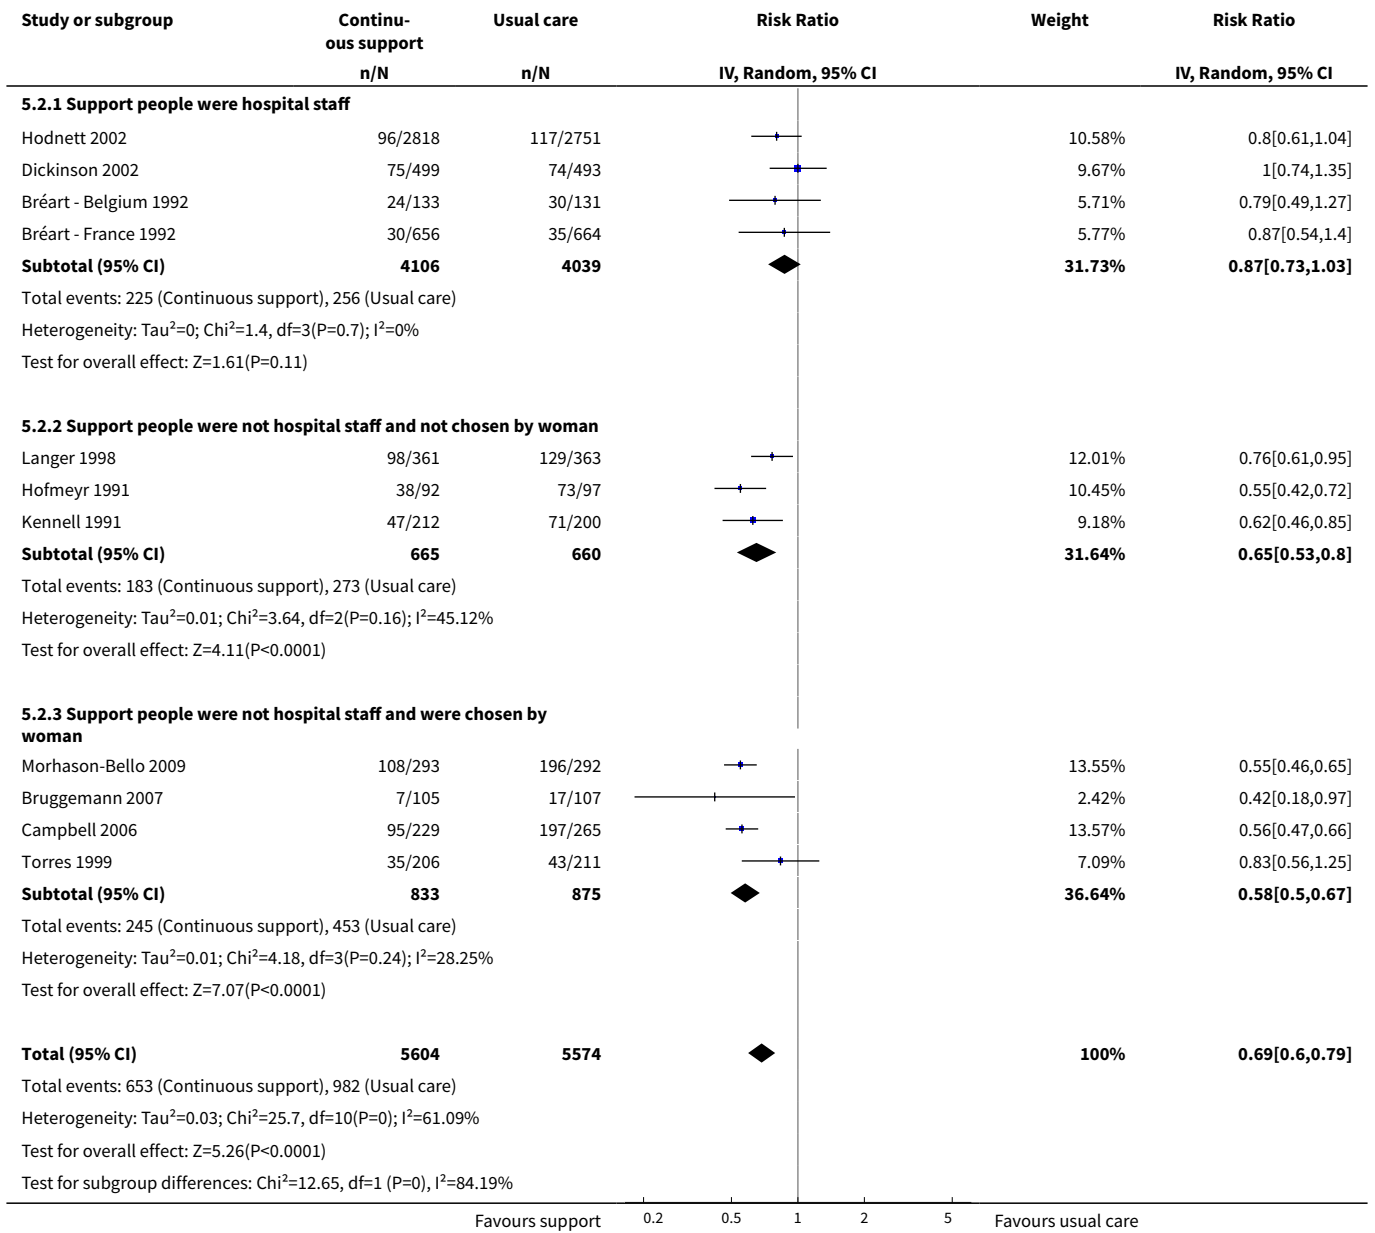 Study or subgroup Continu- Usual care Risk Ratio Weight Risk Ratio
ous support
n/N n/N IV, Random, 95% CI IV, Random, 95% CI
5.2.1 Support people were hospital staff
Hodnett 2002 96/2818 117/2751 10.58% 0.8[0.61,1.04]
Dickinson 2002 75/499 74/493 9.67% 1[0.74,1.35]
Bréart - Belgium 1992 24/133 30/131 5.71% 0.79[0.49,1.27]
Bréart - France 1992 30/656 35/664 5.77% 0.87[0.54,1.4]
Subtotal (95% CI) 4106 4039 31.73% 0.87[0.73,1.03]
Total events: 225 (Continuous support), 256 (Usual care)
Heterogeneity: Tau²=0; Chi²=1.4, df=3(P=0.7); I²=0%
Test for overall effect: Z=1.61(P=0.11)
5.2.2 Support people were not hospital staff and not chosen by woman
Langer 1998 98/361 129/363 12.01% 0.76[0.61,0.95]
Hofmeyr 1991 38/92 73/97 10.45% 0.55[0.42,0.72]
Kennell 1991 47/212 71/200 9.18% 0.62[0.46,0.85]
Subtotal (95% CI) 665 660 31.64% 0.65[0.53,0.8]
Total events: 183 (Continuous support), 273 (Usual care)
Heterogeneity: Tau²=0.01; Chi²=3.64, df=2(P=0.16); I²=45.12%
Test for overall effect: Z=4.11(P<0.0001)
5.2.3 Support people were not hospital staff and were chosen by
woman
Morhason-Bello 2009 108/293 196/292 13.55% 0.55[0.46,0.65]
Bruggemann 2007 7/105 17/107 2.42% 0.42[0.18,0.97]
Campbell 2006 95/229 197/265 13.57% 0.56[0.47,0.66]
Torres 1999 35/206 43/211 7.09% 0.83[0.56,1.25]
Subtotal (95% CI) 833 875 36.64% 0.58[0.5,0.67]
Total events: 245 (Continuous support), 453 (Usual care)
Heterogeneity: Tau²=0.01; Chi²=4.18, df=3(P=0.24); I²=28.25%
Test for overall effect: Z=7.07(P<0.0001)
Total (95% CI) 5604 5574 100% 0.69[0.6,0.79]
Total events: 653 (Continuous support), 982 (Usual care)
Heterogeneity: Tau²=0.03; Chi²=25.7, df=10(P=0); I²=61.09%
Test for overall effect: Z=5.26(P<0.0001)
Test for subgroup differences: Chi²=12.65, df=1 (P=0), I²=84.19%
Favours support 0.2 0.5 1 2 5 Favours usual care